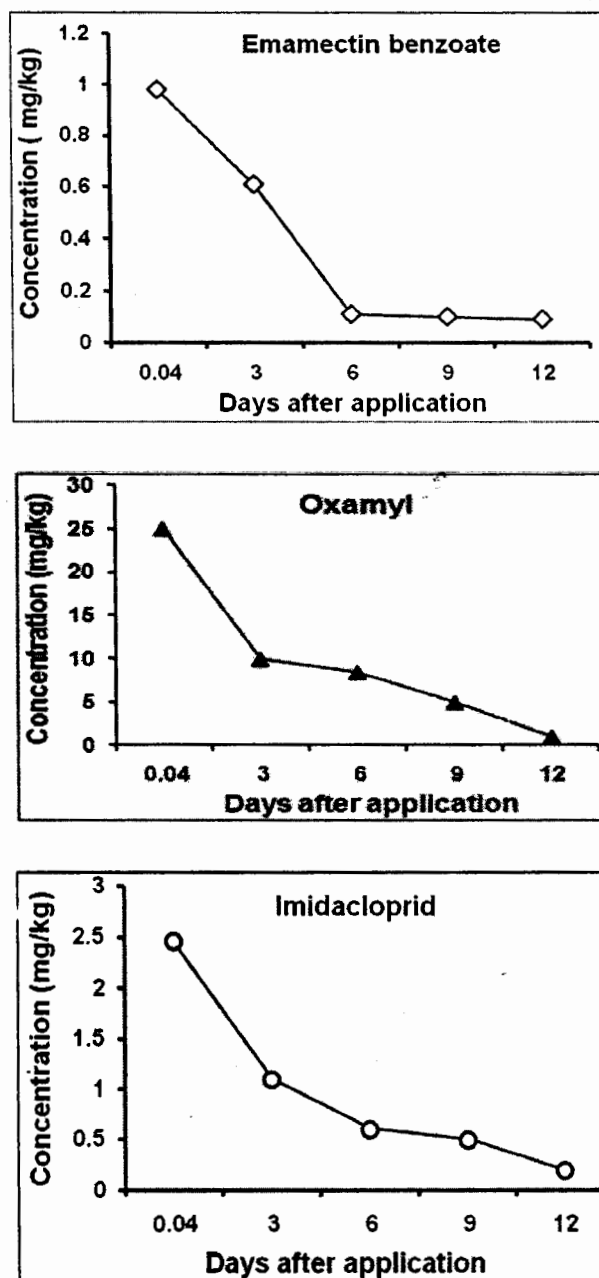 Emamectin benzoate
Concentration ( mg/kg)
1.2
1
0.8
0.6
0.4
0.2
0
0.04 3 6 9 12
Days after application
Oxamyl
Concentration (mg/kg)
30
25
20
15
10
5
0
0.04 3 6 9 12
Days after application
Imidacloprid
Concentration (mg/kg)
3
2.5
2
1.5
1
0.5
0
0.04 3 6 9 12
Days after application